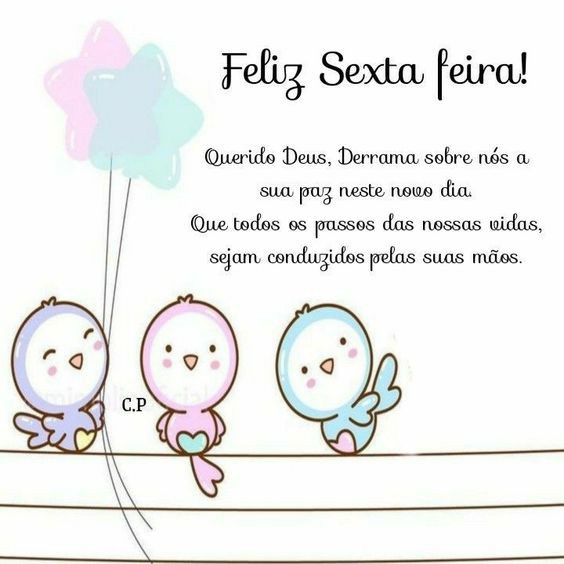 Feliz Sexta feira!
Querido Deus, Derrama sobre nós a
sua paz neste novo dia.
Que todos os passos das nossas vidas,
sejam conduzidos pelas suas mãos.
C.P